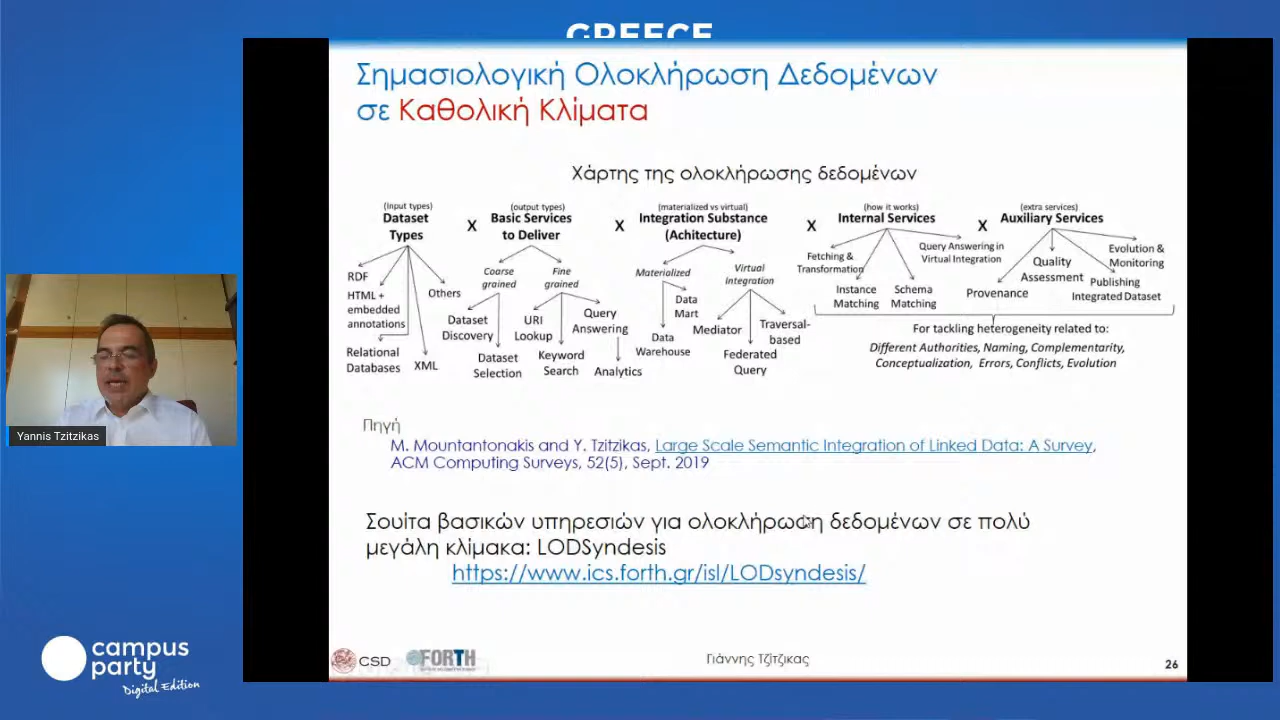 GREECE
Σημασιολογική Ολοκλήρωση Δεδομένων
σε Καθολική Κλίματα
Χάρτης της ολοκλήρωσης δεδομένων
(Input types)
Dataset
Types
X
(output types)
Basic Services
to Deliver
X
(materialized vs virtual)
Integration Substance
(Achitecture)
X
(how it works)
Internal Services
X
(extra services)
Auxiliary Services
RDF
HTML +
embedded
annotations
Relational
Databases
XML
Others
Coarse
grained
Fine
grained
Dataset
Discovery
Dataset
Selection
URI
Lookup
Keyword
Search
Query
Answering
Analytics
Materialized
Virtual
Integration
Data
Mart
Data
Warehouse
Mediator
Federated
Query
Traversal-
based
Fetching &
Transformation
Instance
Matching
Schema
Matching
Query Answering in
Virtual Integration
Provenance
Quality
Assessment
Publishing
Integrated Dataset
Evolution &
Monitoring
For tackling heterogeneity related to:
Different Authorities, Naming, Complementarity,
Conceptualization, Errors, Conflicts, Evolution
Πηγή
M. Mountantonakis and Y. Tzitzikas, Large Scale Semantic Integration of Linked Data: A Survey,
ACM Computing Surveys, 52(5), Sept. 2019
Σουίτα βασικών υπηρεσιών για ολοκλήρωση δεδομένων σε πολύ
μεγάλη κλίμακα: LODSyndesis
https://www.ics.forth.gr/isl/LODsyndesis/
Yannis Tzitzikas
campus
party
Digital Edition
CSD
FORTH
Γιάννης Τζίτζικας
26